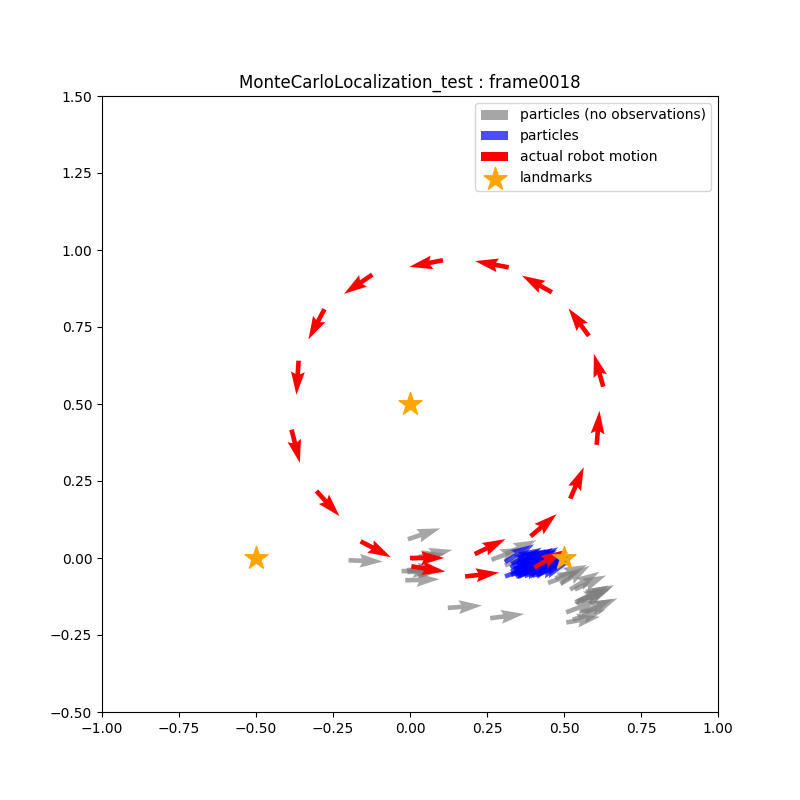 MonteCarloLocalization_test : frame0018
particles (no observations)
particles
actual robot motion
landmarks
1.50
1.25
1.00
0.75
0.50
0.25
0.00
−0.25
−0.50
−1.00 −0.75 −0.50 −0.25 0.00 0.25 0.50 0.75 1.00